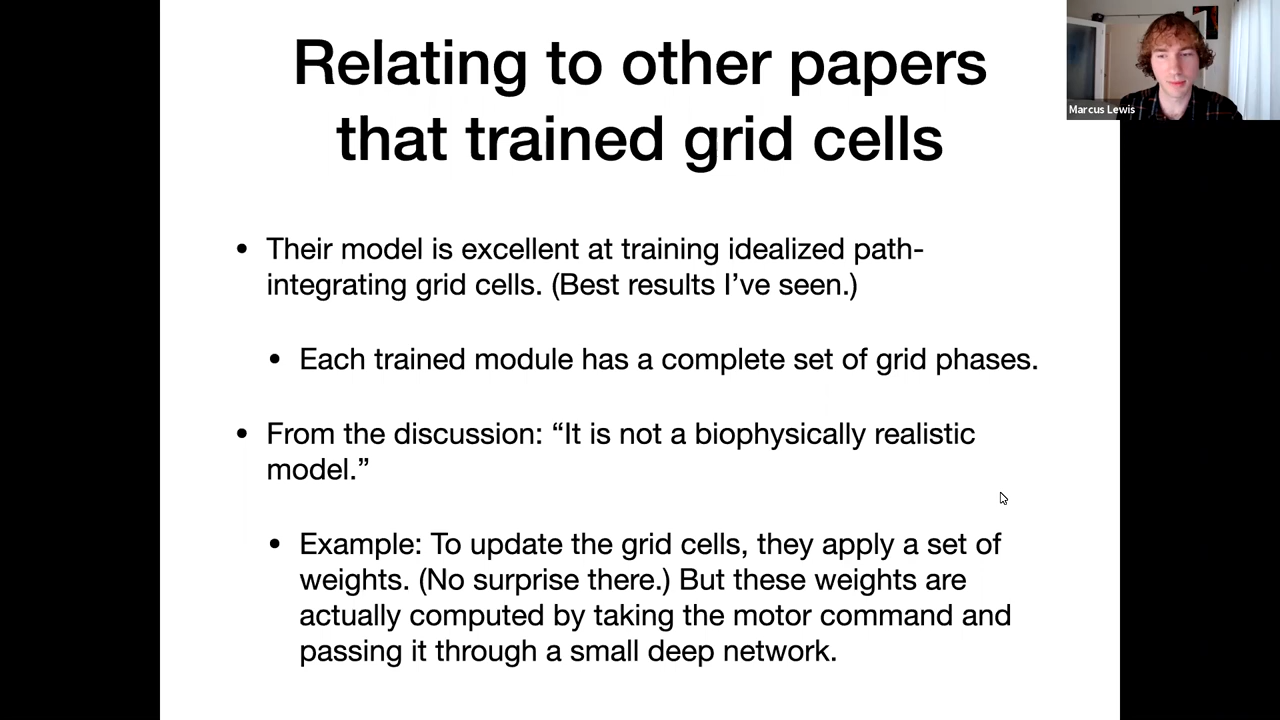 Relating to other papers
that trained grid cells
Marcus Lewis
• Their model is excellent at training idealized path-
integrating grid cells. (Best results I’ve seen.)
• Each trained module has a complete set of grid phases.
• From the discussion: “It is not a biophysically realistic
model.”
• Example: To update the grid cells, they apply a set of
weights. (No surprise there.) But these weights are
actually computed by taking the motor command and
passing it through a small deep network.